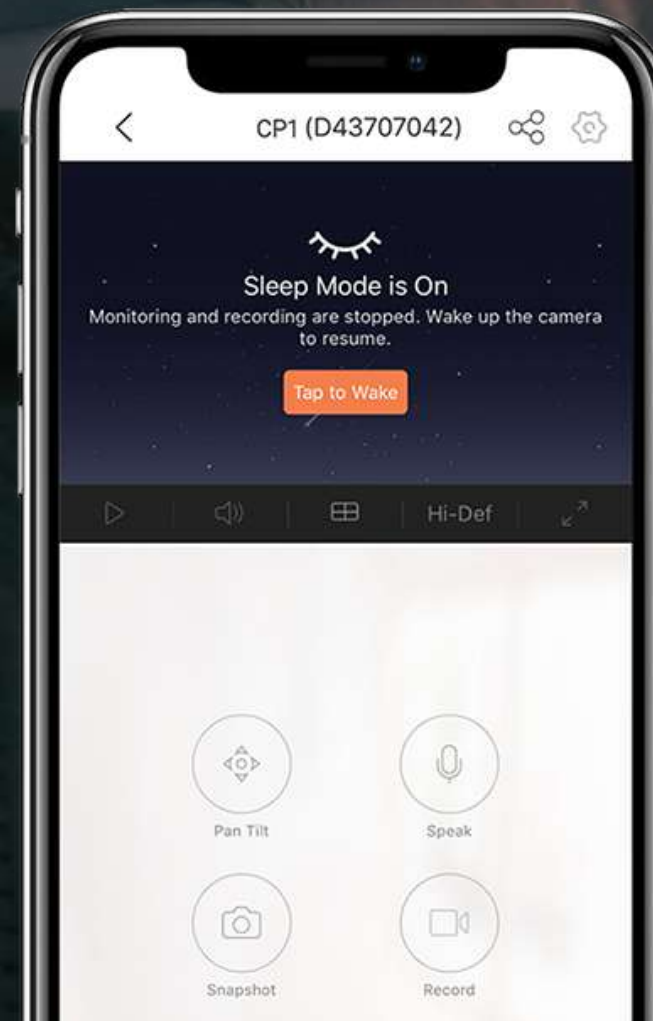 CP1 (D43707042)
Sleep Mode is On
Monitoring and recording are stopped. Wake up the camera
to resume.
Tap to Wake
Hi-Def
Pan Tilt
Speak
Snapshot
Record